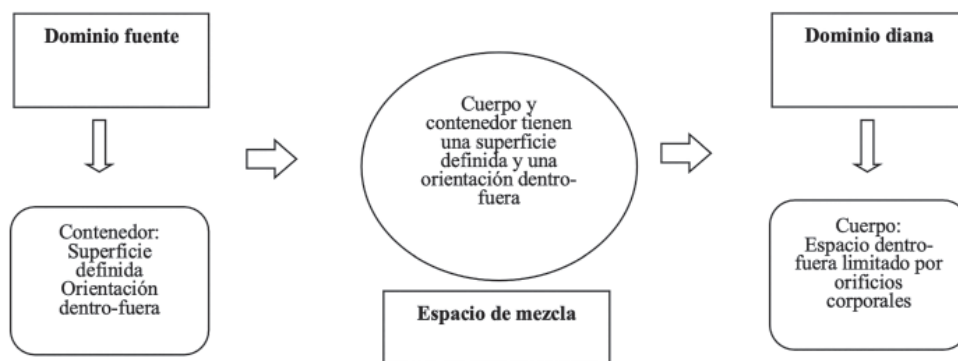 Dominio fuente
Contenedor:
Superficie
definida
Orientación
dentro-fuera
Cuerpo y
contenedor tienen
una superficie
definida y una
orientación dentro-
fuera
Espacio de mezcla
Dominio diana
Cuerpo:
Espacio dentro-
fuera limitado por
orificios
corporales